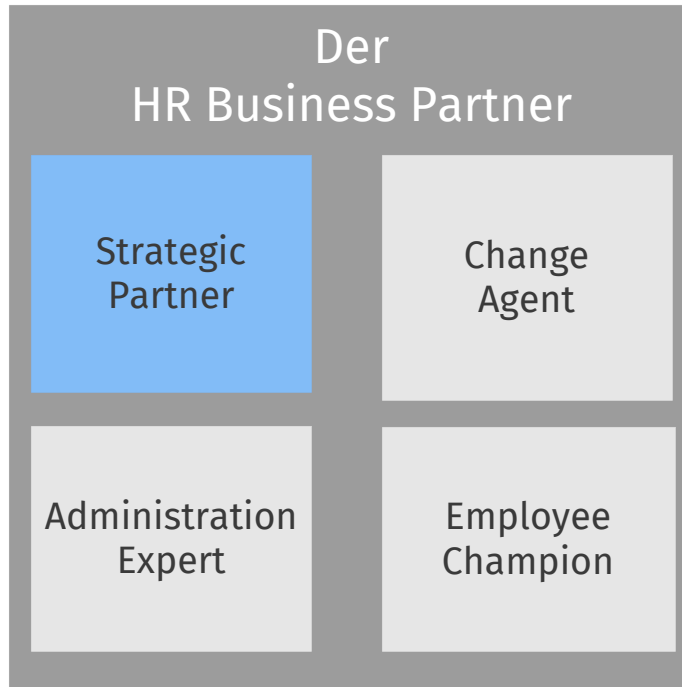 Der
HR Business Partner
Strategic
Partner
Change
Agent
Administration
Expert
Employee
Champion